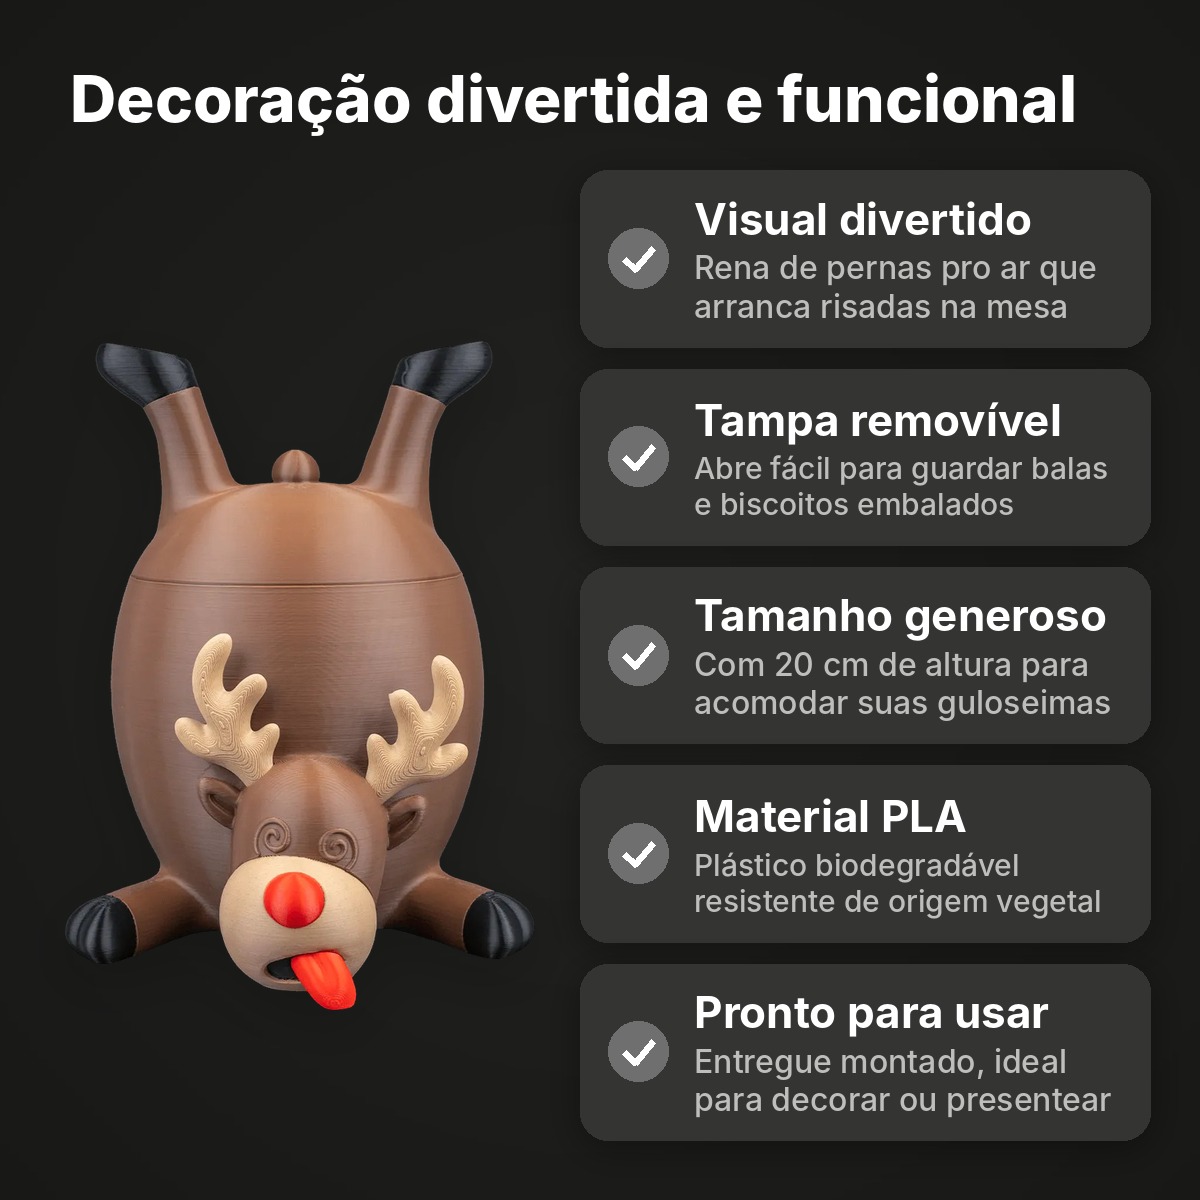 Decoração divertida e funcional
Visual divertido
Rena de pernas pro ar que
arranca risadas na mesa
Tampa removível
Abre fácil para guardar balas
e biscoitos embalados
Tamanho generoso
Com 20 cm de altura para
acomodar suas guloseimas
Material PLA
Plástico biodegradável
resistente de origem vegetal
Pronto para usar
Entregue montado, ideal
para decorar ou presentear